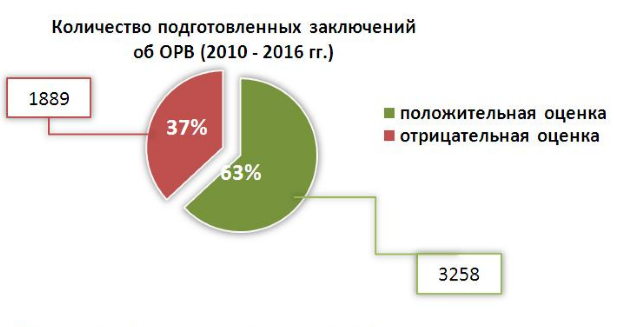 Количество подготовленных заключений
об ОРВ (2010 - 2016 гг.)
1889
37%
63%
положительная оценка
отрицательная оценка
3258